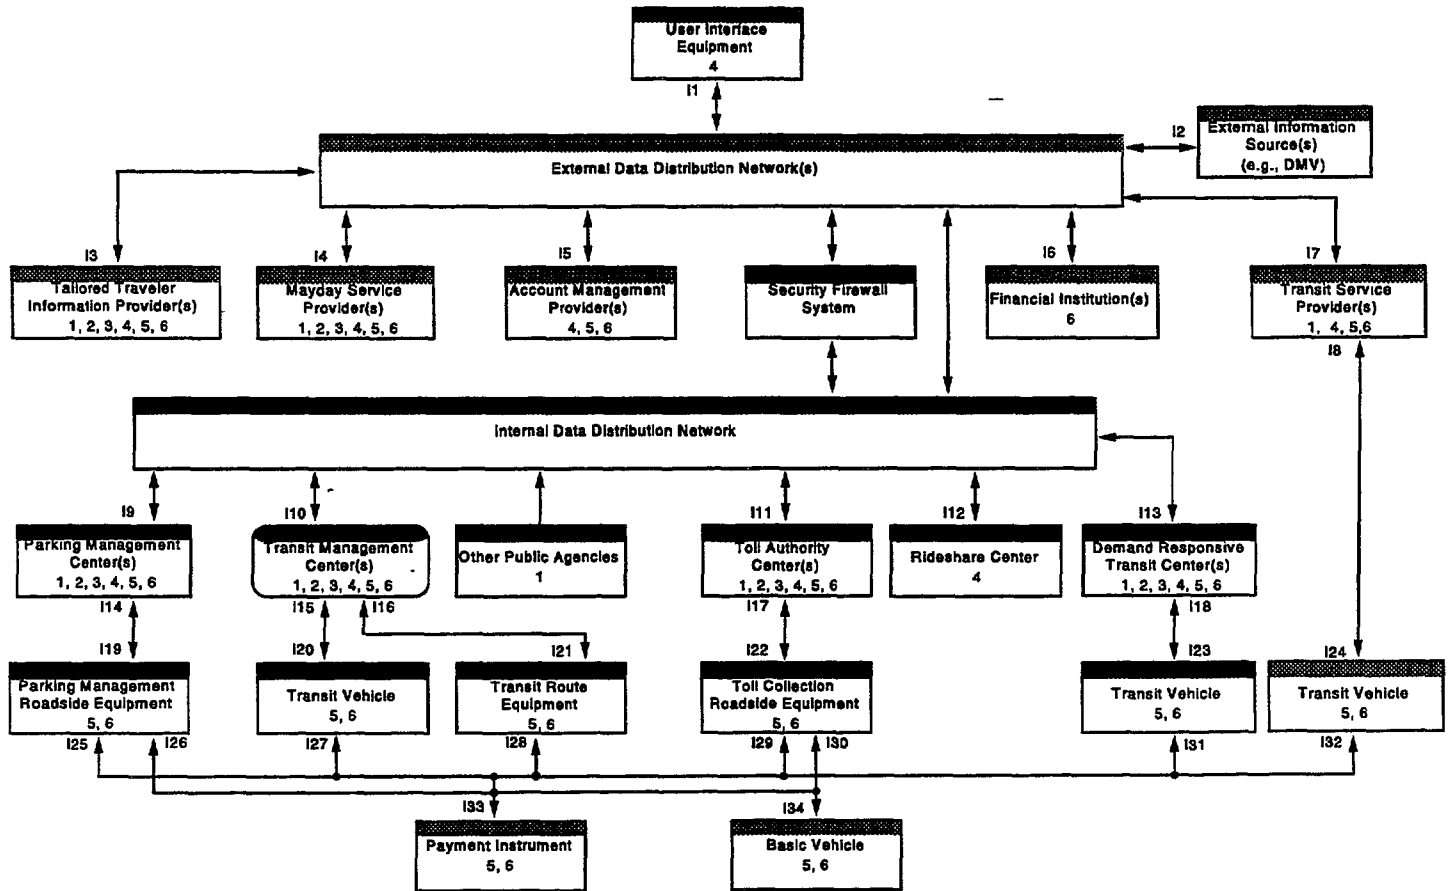 User Interface
Equipment
4
I1
I2
External Information
Source(s)
(e.g., DMV)
External Data Distribution Network(s)
I3
I4
I5
I6
I7
Tailored Traveler
Information Provider(s)
1, 2, 3, 4, 5, 6
Mayday Service
Provider(s)
1, 2, 3, 4, 5, 6
Account Management
Provider(s)
4, 5, 6
Security Firewall
System
Financial Institution(s)
6
Transit Service
Provider(s)
1, 4, 5,6
I8
Internal Data Distribution Network
I9
I10
I11
I12
I13
Parking Management
Center(s)
1, 2, 3, 4, 5, 6
Transit Management
Center(s)
1, 2, 3, 4, 5, 6
Other Public Agencies
1
Toll Authority
Center(s)
1, 2, 3, 4, 5, 6
Rideshare Center
4
Demand Responsive
Transit Center(s)
1, 2, 3, 4, 5, 6
I14
I15
I16
I17
I18
I19
I20
I21
I22
I23
I24
Parking Management
Roadside Equipment
5, 6
Transit Vehicle
5, 6
Transit Route
Equipment
5, 6
Toll Collection
Roadside Equipment
5, 6
Transit Vehicle
5, 6
Transit Vehicle
5, 6
I25
I26
I27
I28
I29
I30
I31
I32
I33
I34
Payment Instrument
5, 6
Basic Vehicle
5, 6